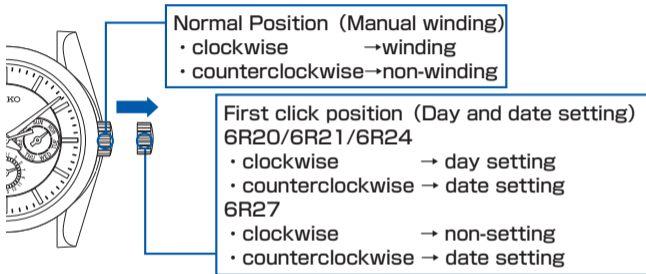 Normal Position (Manual winding)
・clockwise →winding
・counterclockwise→non-winding
KO
First click position (Day and date setting)
6R20/6R21/6R24
・clockwise → day setting
・counterclockwise → date setting
6R27
・clockwise → non-setting
・counterclockwise → date setting